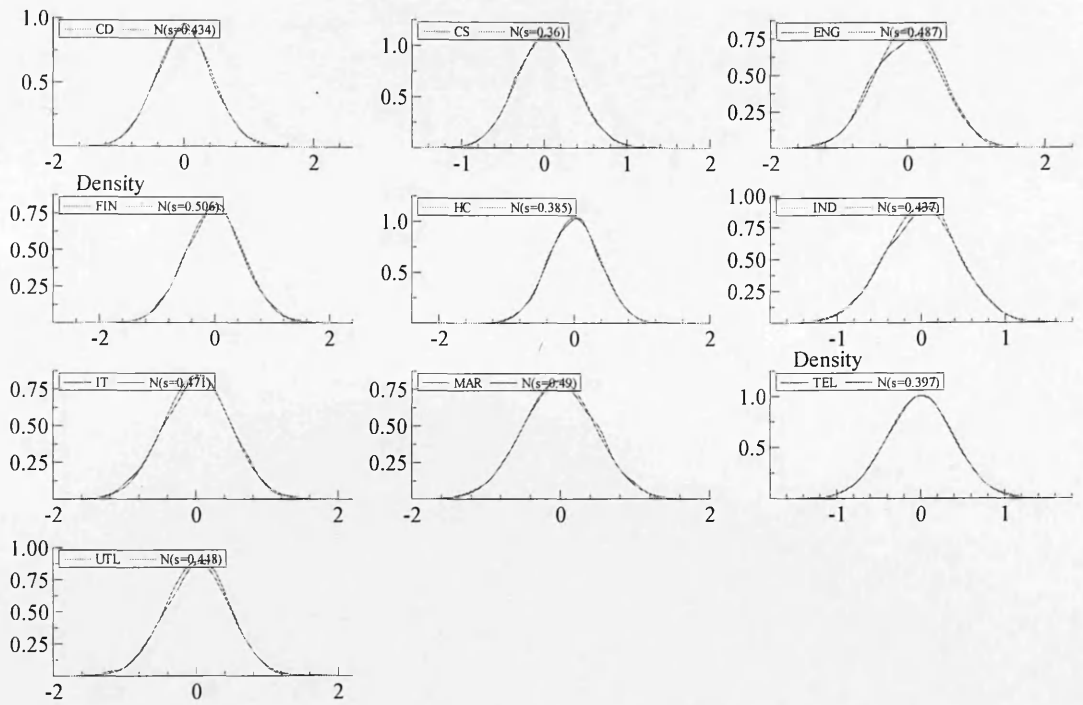 CD N(s=0.434)
1.0
0.5
-2 0 2
CS N(s=0.36)
1.0
0.5
-1 0 1 2
ENG N(s=0.487)
0.75
0.50
0.25
-2 0 2
Density
FIN N(s=0.506)
0.75
0.50
0.25
-2 0 2
HC N(s=0.385)
1.0
0.5
-2 0 2
IND N(s=0.437)
1.00
0.75
0.50
0.25
-1 0 1
IT N(s=0.471)
0.75
0.50
0.25
-2 0 2
MAR N(s=0.49)
0.75
0.50
0.25
-2 0 2
Density
TEL N(s=0.397)
1.0
0.5
-1 0 1
UTL N(s=0.448)
1.00
0.75
0.50
0.25
-2 0 2